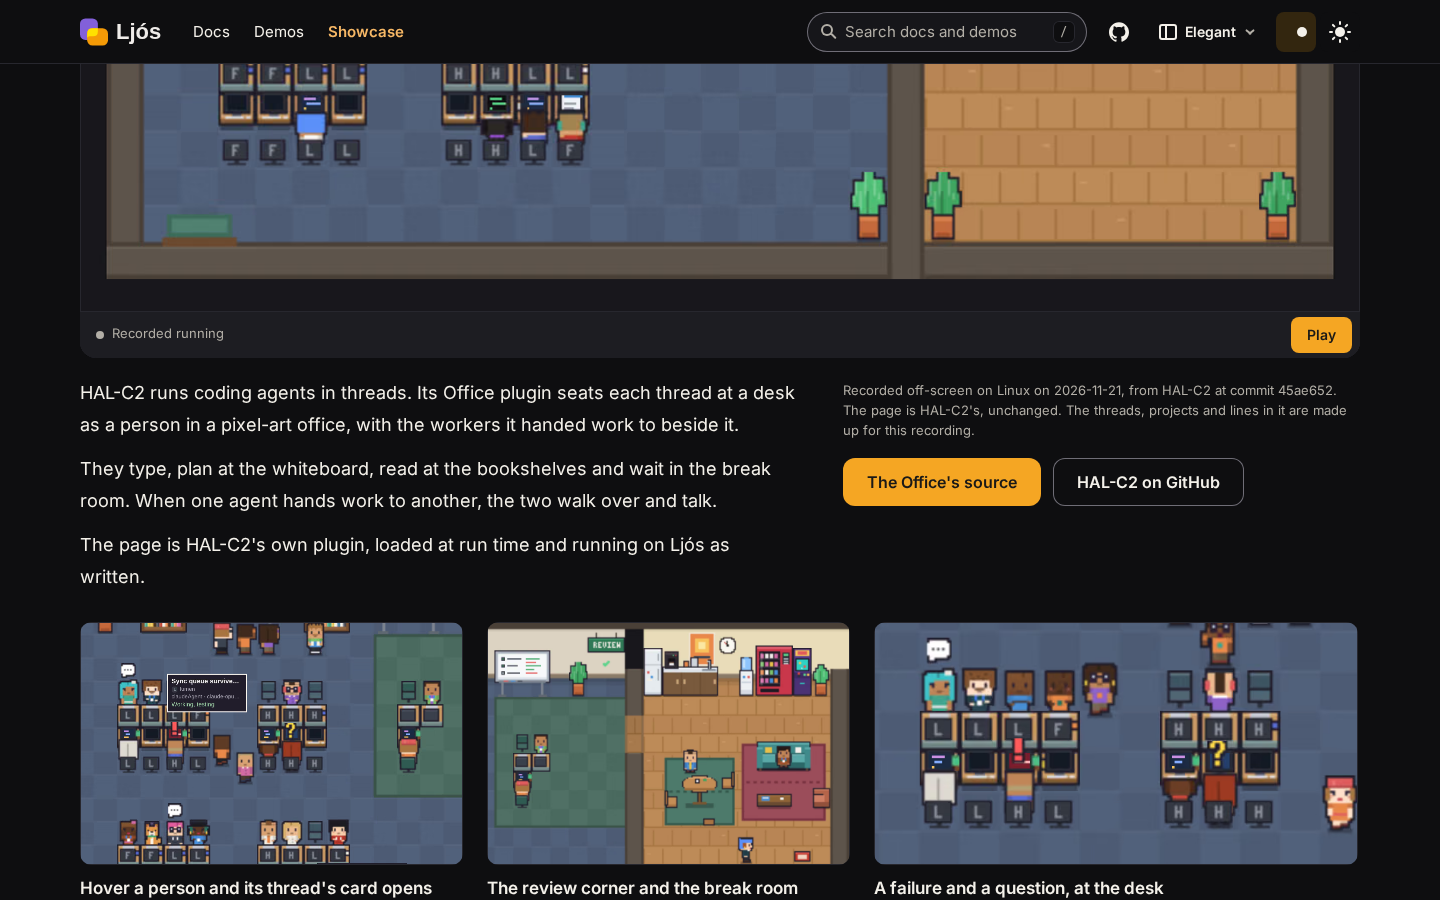 Ljós
Docs
Demos
Showcase
Search docs and demos
/
Elegant
F F L L
H H L L
F F L L
H H L F
Recorded running
Play
HAL-C2 runs coding agents in threads. Its Office plugin seats each thread at a desk
as a person in a pixel-art office, with the workers it handed work to beside it.
They type, plan at the whiteboard, read at the bookshelves and wait in the break
room. When one agent hands work to another, the two walk over and talk.
The page is HAL-C2's own plugin, loaded at run time and running on Ljós as
written.
Recorded off-screen on Linux on 2026-11-21, from HAL-C2 at commit 45ae652.
The page is HAL-C2's, unchanged. The threads, projects and lines in it are made
up for this recording.
The Office's source
HAL-C2 on GitHub
Sync queue survive...
Working, testing
L L L F
H H H
?
H L L L
H H H
F F L L
H H L L
REVIEW
L L L F
H H H
?
L L L L
H H H
Hover a person and its thread's card opens
The review corner and the break room
A failure and a question, at the desk